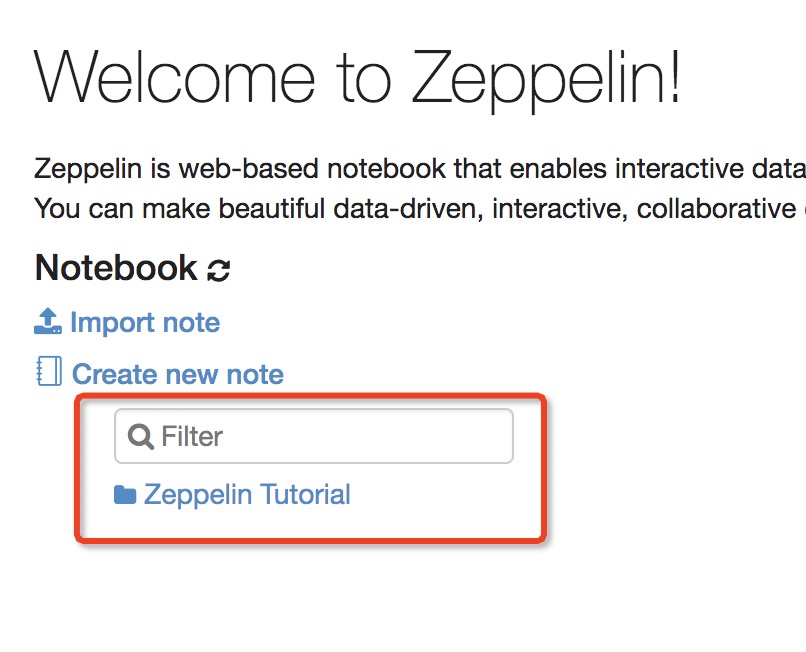 Welcome to Zeppelin!
Zeppelin is web-based notebook that enables interactive data
You can make beautiful data-driven, interactive, collaborative
Notebook
Import note
Create new note
Filter
Zeppelin Tutorial